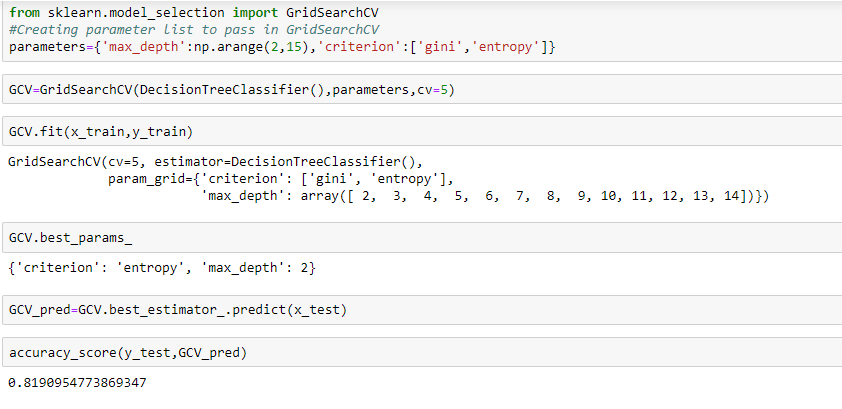 from sklearn.model_selection import GridSearchCV
#Creating parameter list to pass in GridSearchCV
parameters={'max_depth':np.arange(2,15),'criterion':['gini','entropy']}
GCV=GridSearchCV(DecisionTreeClassifier(),parameters,cv=5)
GCV.fit(x_train,y_train)
GridSearchCV(cv=5, estimator=DecisionTreeClassifier(),
             param_grid={'criterion': ['gini', 'entropy'],
                         'max_depth': array([ 2,  3,  4,  5,  6,  7,  8,  9, 10, 11, 12, 13, 14])})
GCV.best_params_
{'criterion': 'entropy', 'max_depth': 2}
GCV_pred=GCV.best_estimator_.predict(x_test)
accuracy_score(y_test,GCV_pred)
0.8190954773869347